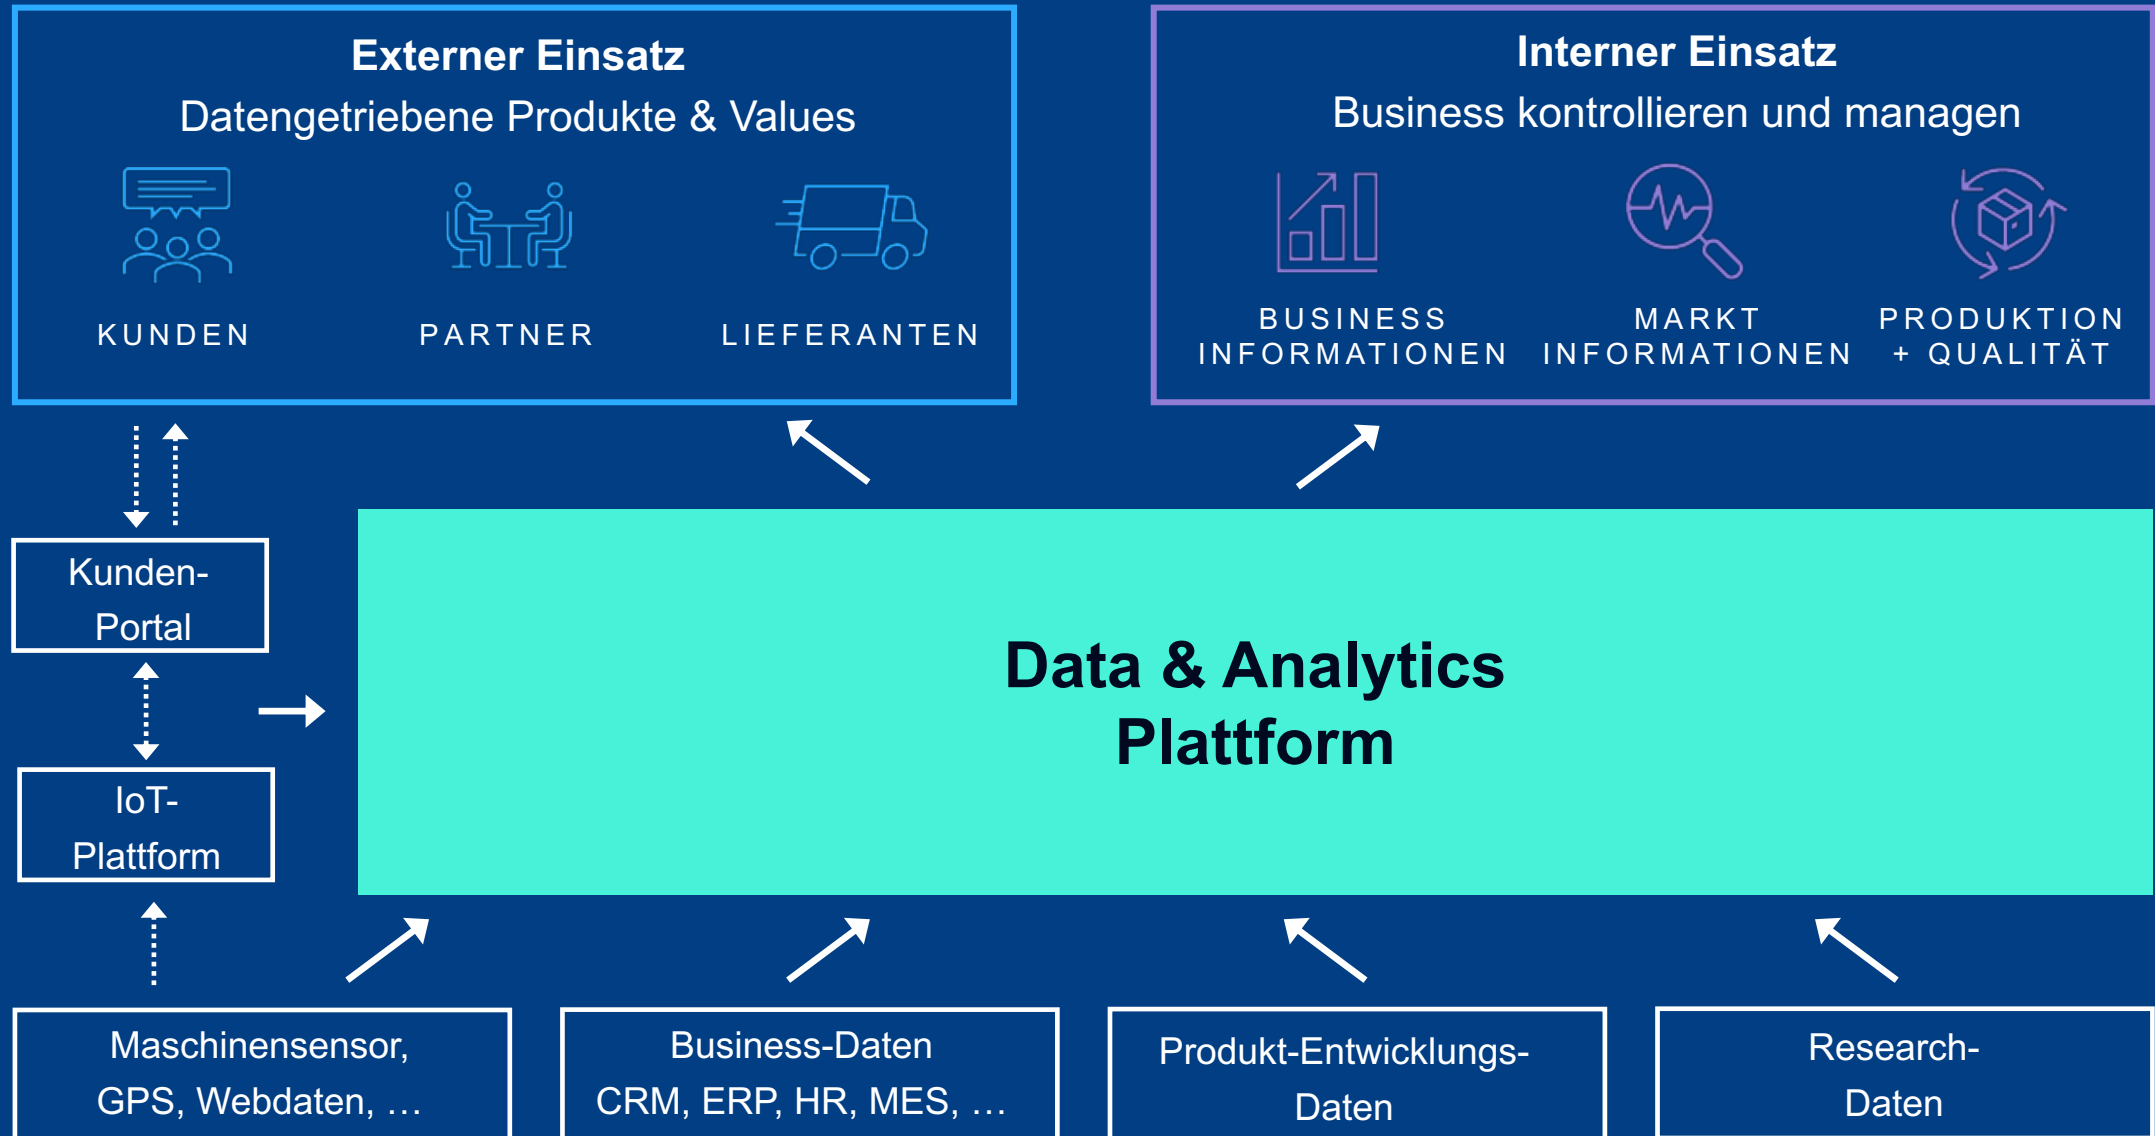 Externer Einsatz
Datengetriebene Produkte & Values
KUNDEN
PARTNER
LIEFERANTEN
Interner Einsatz
Business kontrollieren und managen
BUSINESS
INFORMATIONEN
MARKT
INFORMATIONEN
PRODUKTION
+ QUALITÄT
Kunden-
Portal
IoT-
Plattform
Data & Analytics
Plattform
Maschinensensor,
GPS, Webdaten, …
Business-Daten
CRM, ERP, HR, MES, …
Produkt-Entwicklungs-
Daten
Research-
Daten